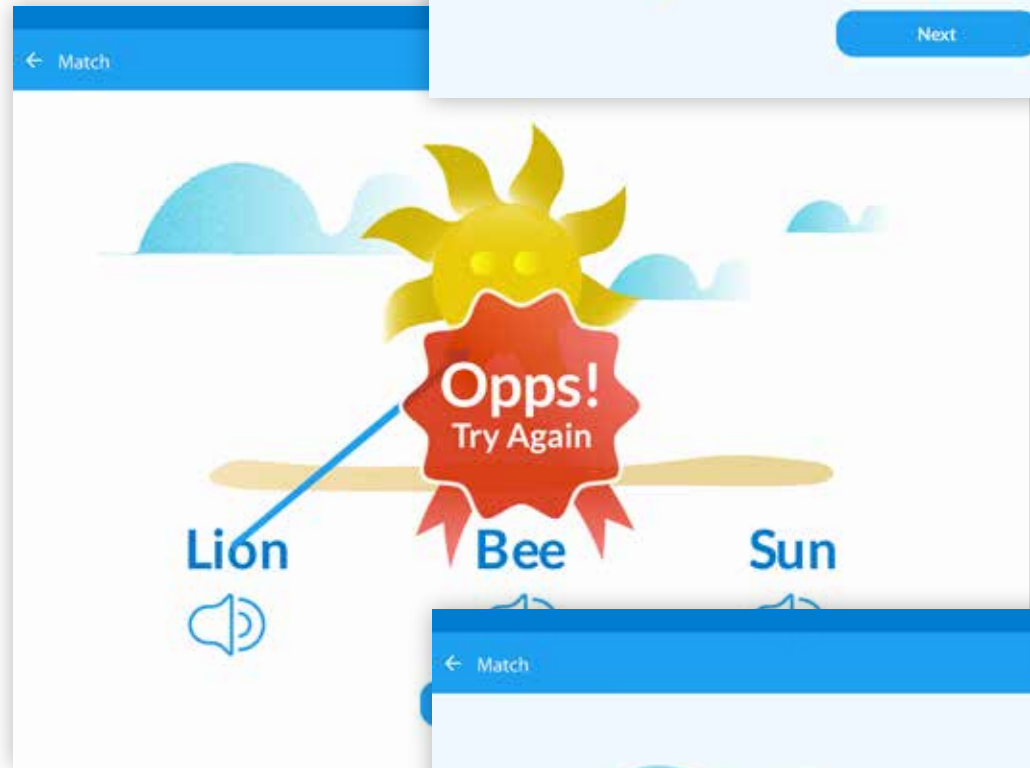 Next
← Match
Opps!
Try Again
Lion Bee Sun
← Match